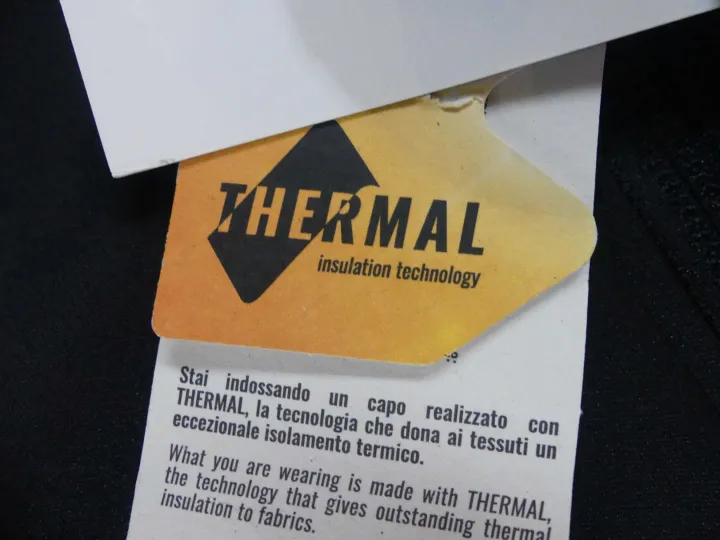 THERMAL
insulation technology
Stai indossando un capo realizzato con
THERMAL, la tecnologia che dona ai tessuti un
eccezionale isolamento termico.
What you are wearing is made with THERMAL,
the technology that gives outstanding thermal
insulation to fabrics.